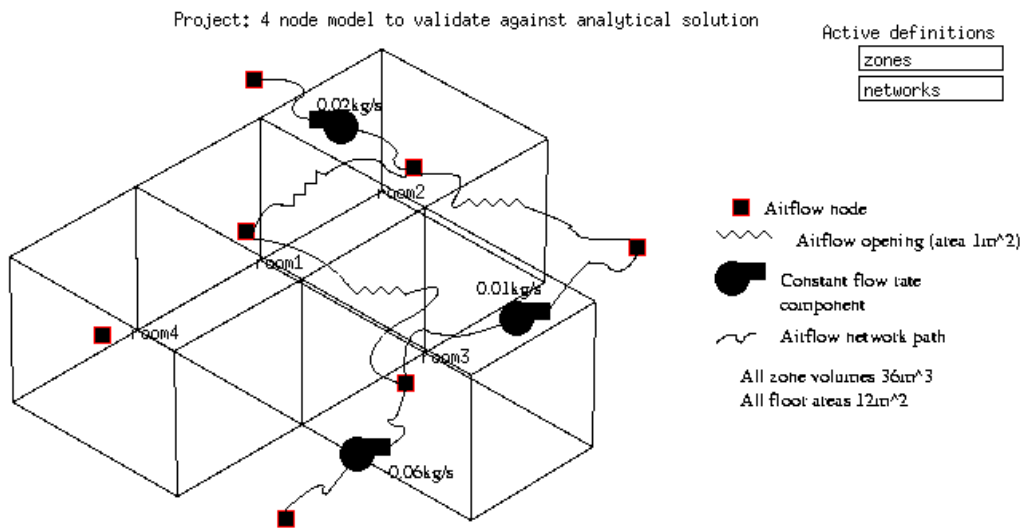 Project: 4 node model to validate against analytical solution
Active definitions
zones
networks
0.02kg/s
room2
Airflow node
Airflow opening (area 1m^2)
room1
0.01kg/s
Constant flow rate
component
room4
Airflow network path
room3
All zone volumes 36m^3
All floor areas 12m^2
0.06kg/s